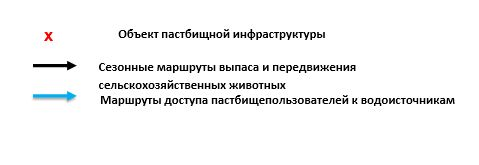 x Объект пастбищной инфраструктуры
Сезонные маршруты выпаса и передвижения
сельскохозяйственных животных
Маршруты доступа пастбищепользователей к водоисточникам